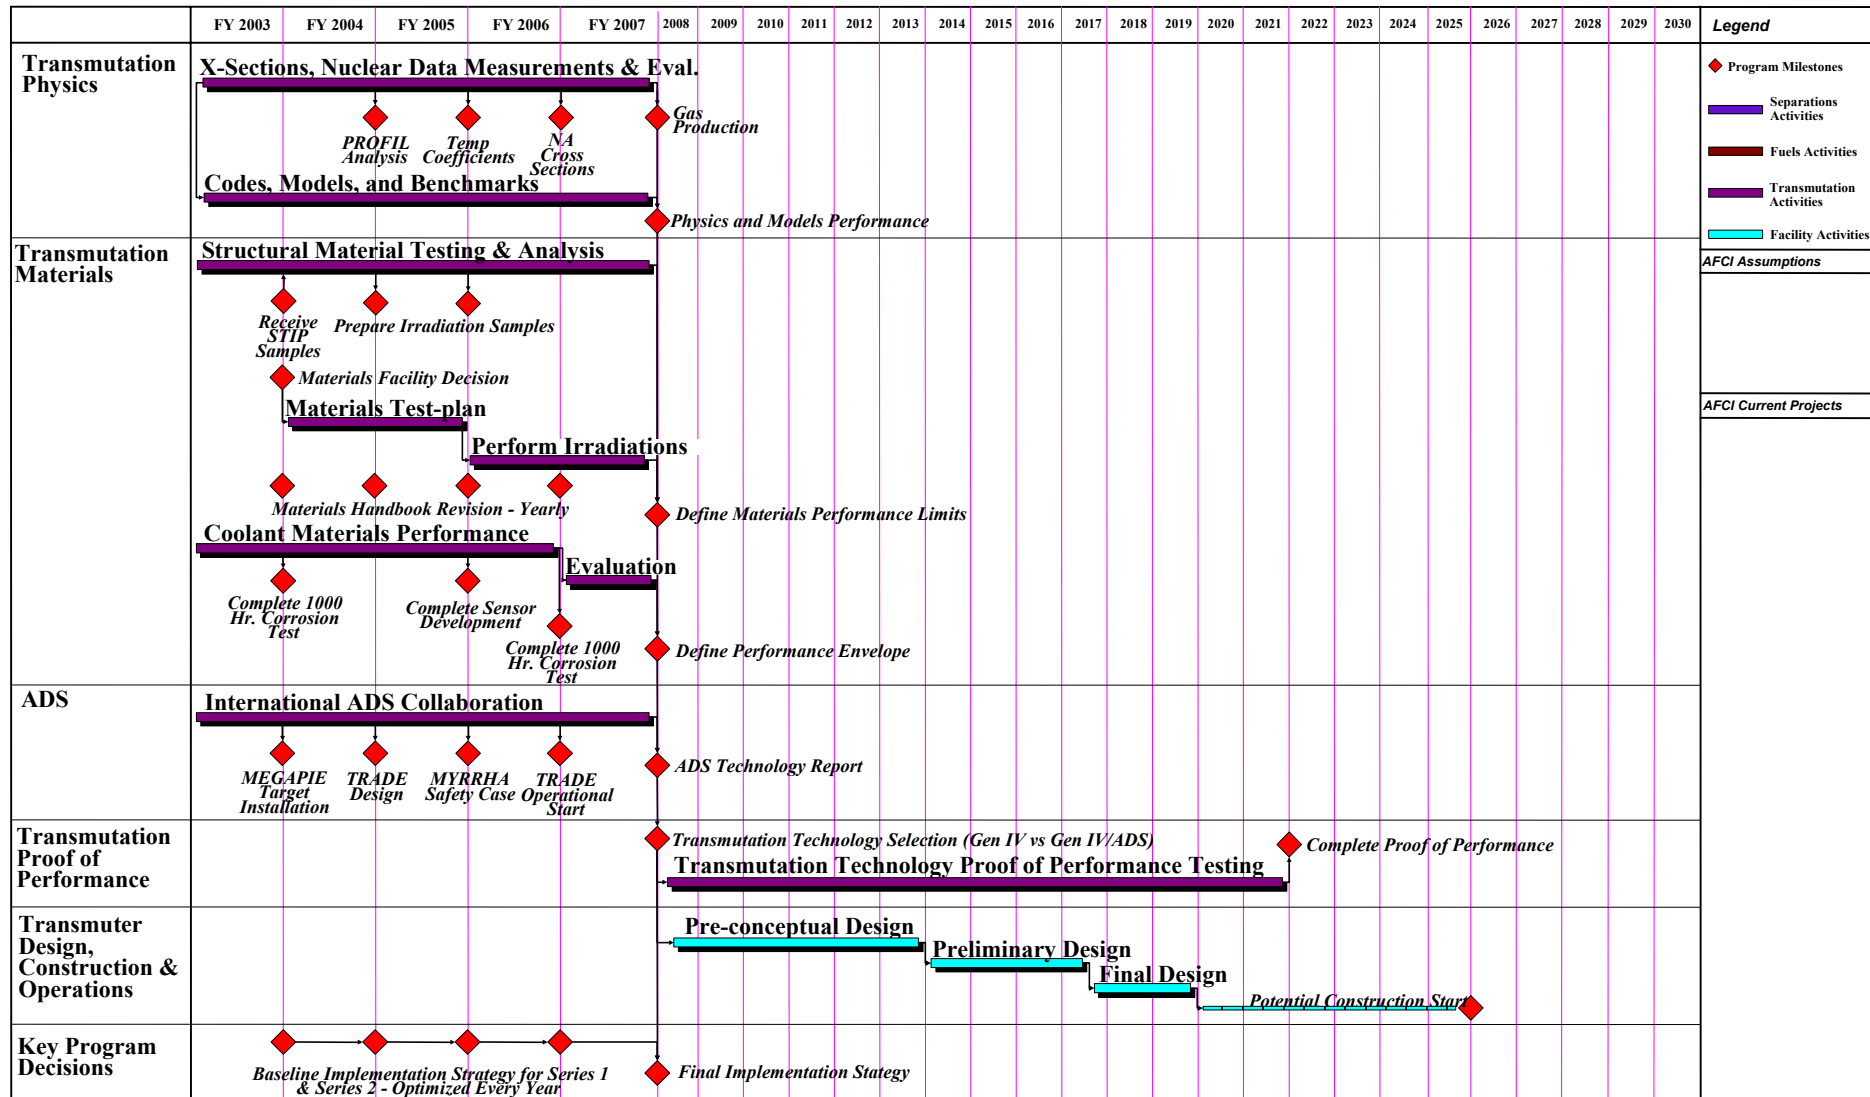 FY 2003 FY 2004 FY 2005 FY 2006 FY 2007 2008 2009 2010 2011 2012 2013 2014 2015 2016 2017 2018 2019 2020 2021 2022 2023 2024 2025 2026 2027 2028 2029 2030
Legend
Program Milestones
Separations
Activities
Fuels Activities
Transmutation
Activities
Facility Activities
AFCI Assumptions
AFCI Current Projects
Transmutation
Physics
X-Sections, Nuclear Data Measurements & Eval.
PROFIL
Analysis
Temp
Coefficients
NA
Cross
Sections
Gas
Production
Codes, Models, and Benchmarks
Physics and Models Performance
Transmutation
Materials
Structural Material Testing & Analysis
Receive
STIP
Samples
Prepare Irradiation Samples
Materials Facility Decision
Materials Test-plan
Perform Irradiations
Materials Handbook Revision - Yearly
Define Materials Performance Limits
Coolant Materials Performance
Evaluation
Complete 1000
Hr. Corrosion
Test
Complete Sensor
Development
Complete 1000
Hr. Corrosion
Test
Define Performance Envelope
ADS
International ADS Collaboration
MEGAPIE
Target
Installation
TRADE
Design
MYRRHA
Safety Case
TRADE
Operational
Start
ADS Technology Report
Transmutation
Proof of
Performance
Transmutation Technology Selection (Gen IV vs Gen IV/ADS)
Transmutation Technology Proof of Performance Testing
Complete Proof of Performance
Transmuter
Design,
Construction &
Operations
Pre-conceptual Design
Preliminary Design
Final Design
Potential Construction Start
Key Program
Decisions
Baseline Implementation Strategy for Series 1
& Series 2 - Optimized Every Year
Final Implementation Stategy